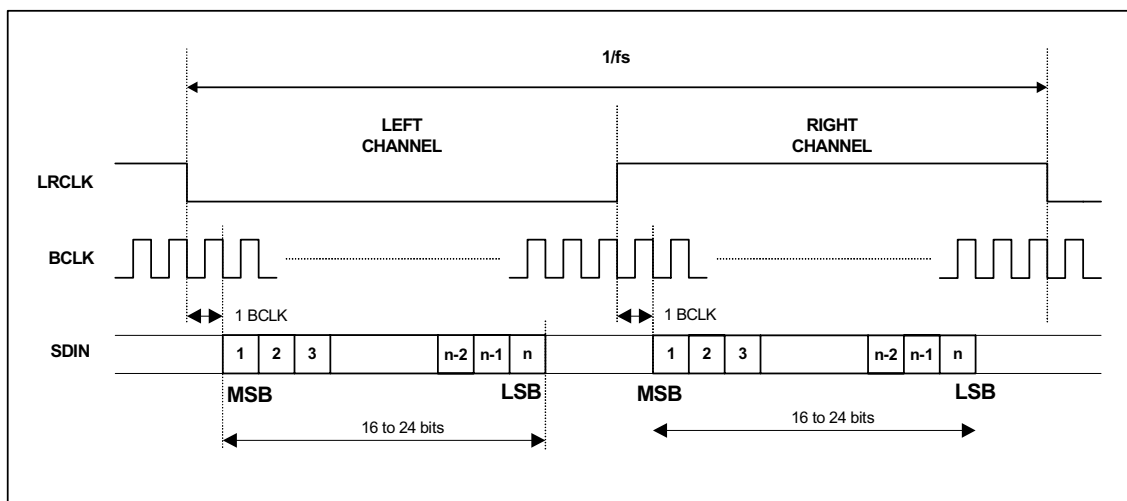 1/fs
LEFT
CHANNEL
RIGHT
CHANNEL
LRCLK
BCLK
1 BCLK
1 BCLK
SDIN
1 2 3 n-2 n-1 n
1 2 3 n-2 n-1 n
MSB
LSB
MSB
LSB
16 to 24 bits
16 to 24 bits